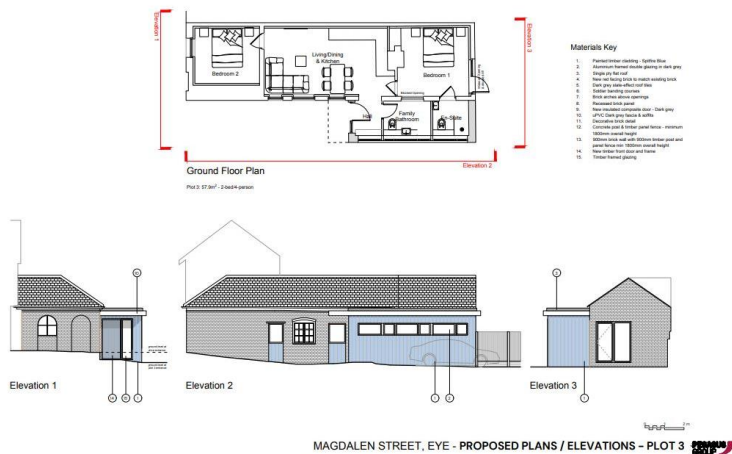 Elevation 1
Elevation 3
Bedroom 2
Living/Dining
& Kitchen
Bedroom 1
Hall
Family
Bathroom
En-Suite
Elevation 2
Ground Floor Plan
Plot 3: 57.9m² - 2-bed/4-person
Materials Key
1. Painted timber cladding - Spitfire Blue
2. Aluminium framed double glazing in dark grey
3. Single ply flat roof
4. New red facing brick to match existing brick
5. Dark grey slate-effect roof tiles
6. Soldier banding courses
7. Brick arches above openings
8. Recessed brick panel
9. New insulated composite door - Dark grey
10. uPVC Dark grey fascia & soffits
11. Decorative brick detail
12. Concrete post & timber panel fence - minimum
1800mm overall height
13. 900mm brick wall with 900mm timber post and
panel fence min 1800mm overall height
14. New timber front door and frame
15. Timber framed glazing
Elevation 1
Elevation 2
Elevation 3
MAGDALEN STREET, EYE - PROPOSED PLANS / ELEVATIONS - PLOT 3
PEGASUS
GROUP